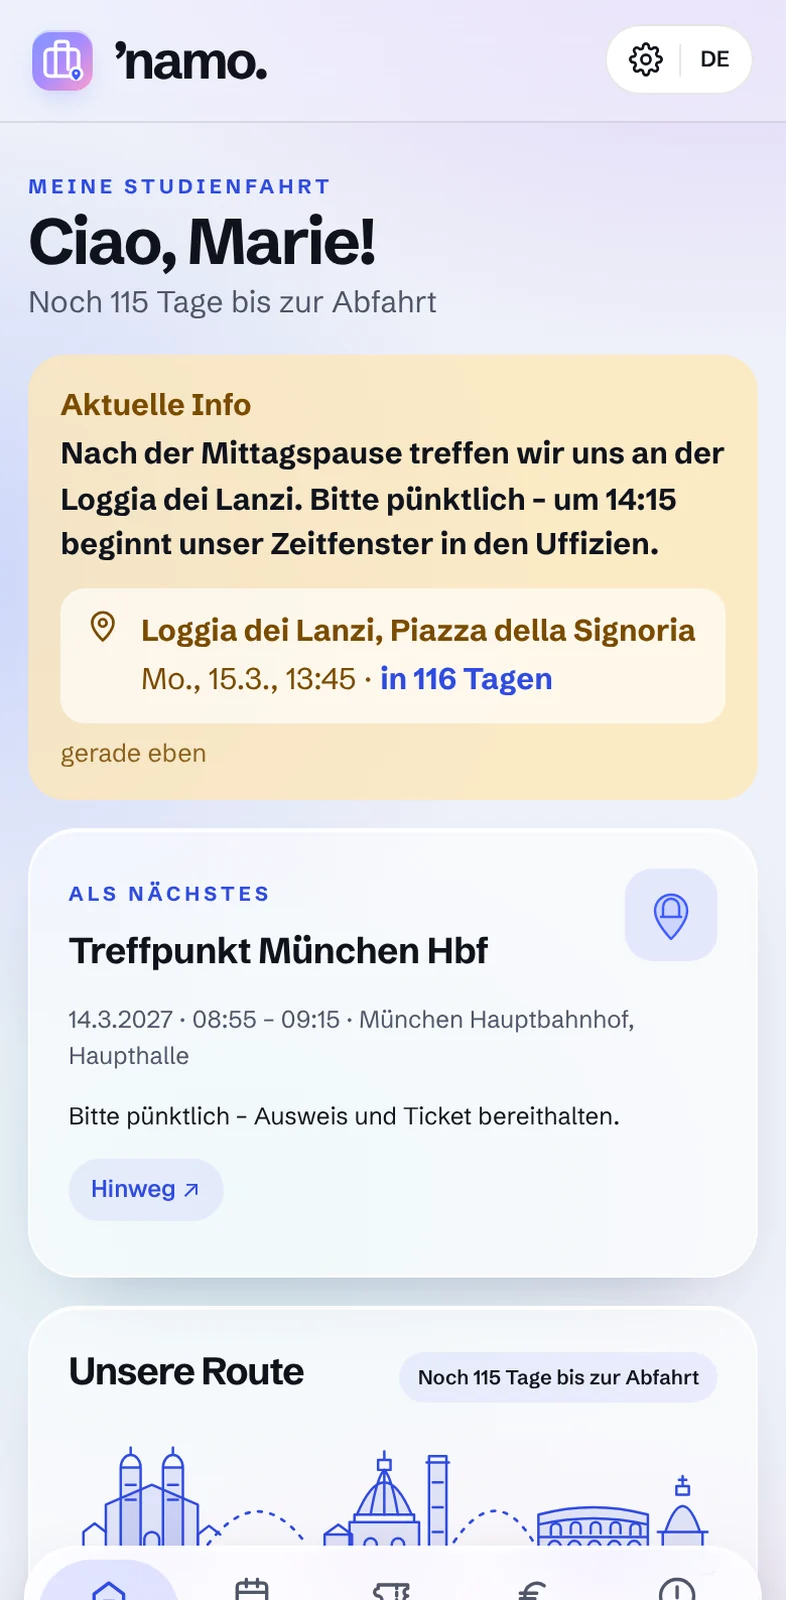 ’namo.
DE
MEINE STUDIENFAHRT
Ciao, Marie!
Noch 115 Tage bis zur Abfahrt
Aktuelle Info
Nach der Mittagspause treffen wir uns an der
Loggia dei Lanzi. Bitte pünktlich – um 14:15
beginnt unser Zeitfenster in den Uffizien.
Loggia dei Lanzi, Piazza della Signoria
Mo., 15.3., 13:45 · in 116 Tagen
gerade eben
ALS NÄCHSTES
Treffpunkt München Hbf
14.3.2027 · 08:55 – 09:15 · München Hauptbahnhof,
Haupthalle
Bitte pünktlich – Ausweis und Ticket bereithalten.
Hinweg ↗
Unsere Route
Noch 115 Tage bis zur Abfahrt